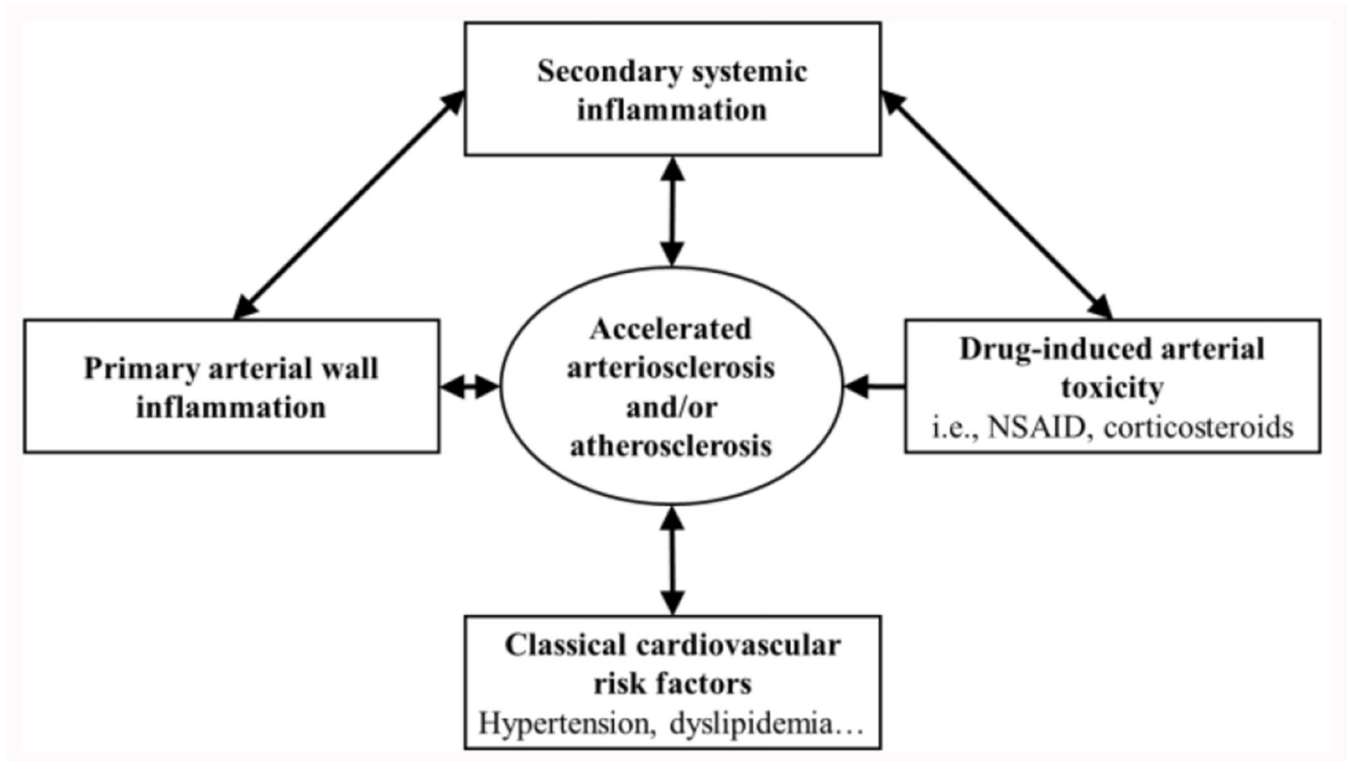 Secondary systemic
inflammation
Primary arterial wall
inflammation
Accelerated
arteriosclerosis
and/or
atherosclerosis
Drug-induced arterial
toxicity
i.e., NSAID, corticosteroids
Classical cardiovascular
risk factors
Hypertension, dyslipidemia…